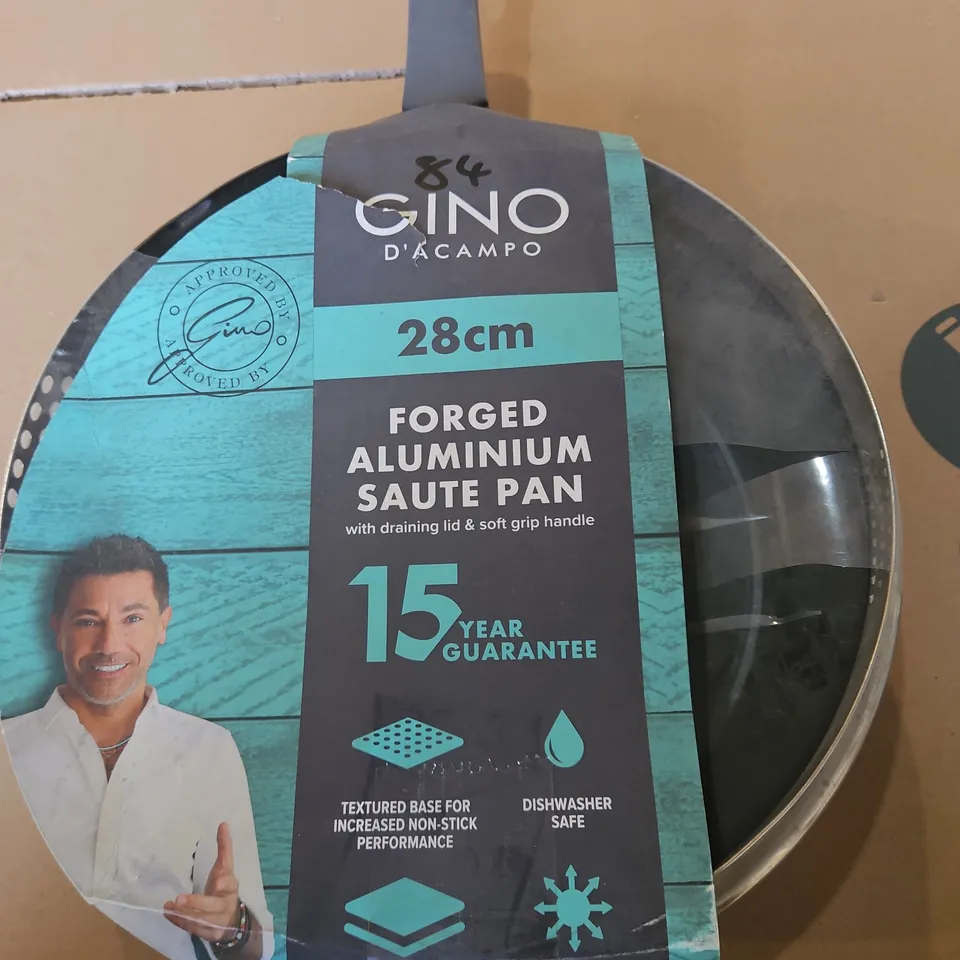 84
GINO
D'ACAMPO
APPROVED BY
Gino
APPROVED BY
28cm
FORGED
ALUMINIUM
SAUTE PAN
with draining lid & soft grip handle
15 YEAR
GUARANTEE
TEXTURED BASE FOR
INCREASED NON-STICK
PERFORMANCE
DISHWASHER
SAFE